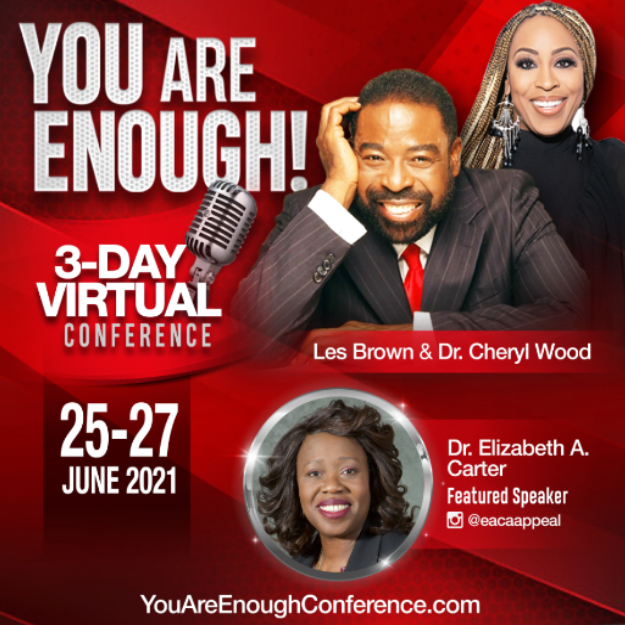 YOU ARE
ENOUGH!
3-DAY
VIRTUAL
CONFERENCE
Les Brown & Dr. Cheryl Wood
25-27
JUNE 2021
Dr. Elizabeth A.
Carter
Featured Speaker
@eacaappeal
YouAreEnoughConference.com